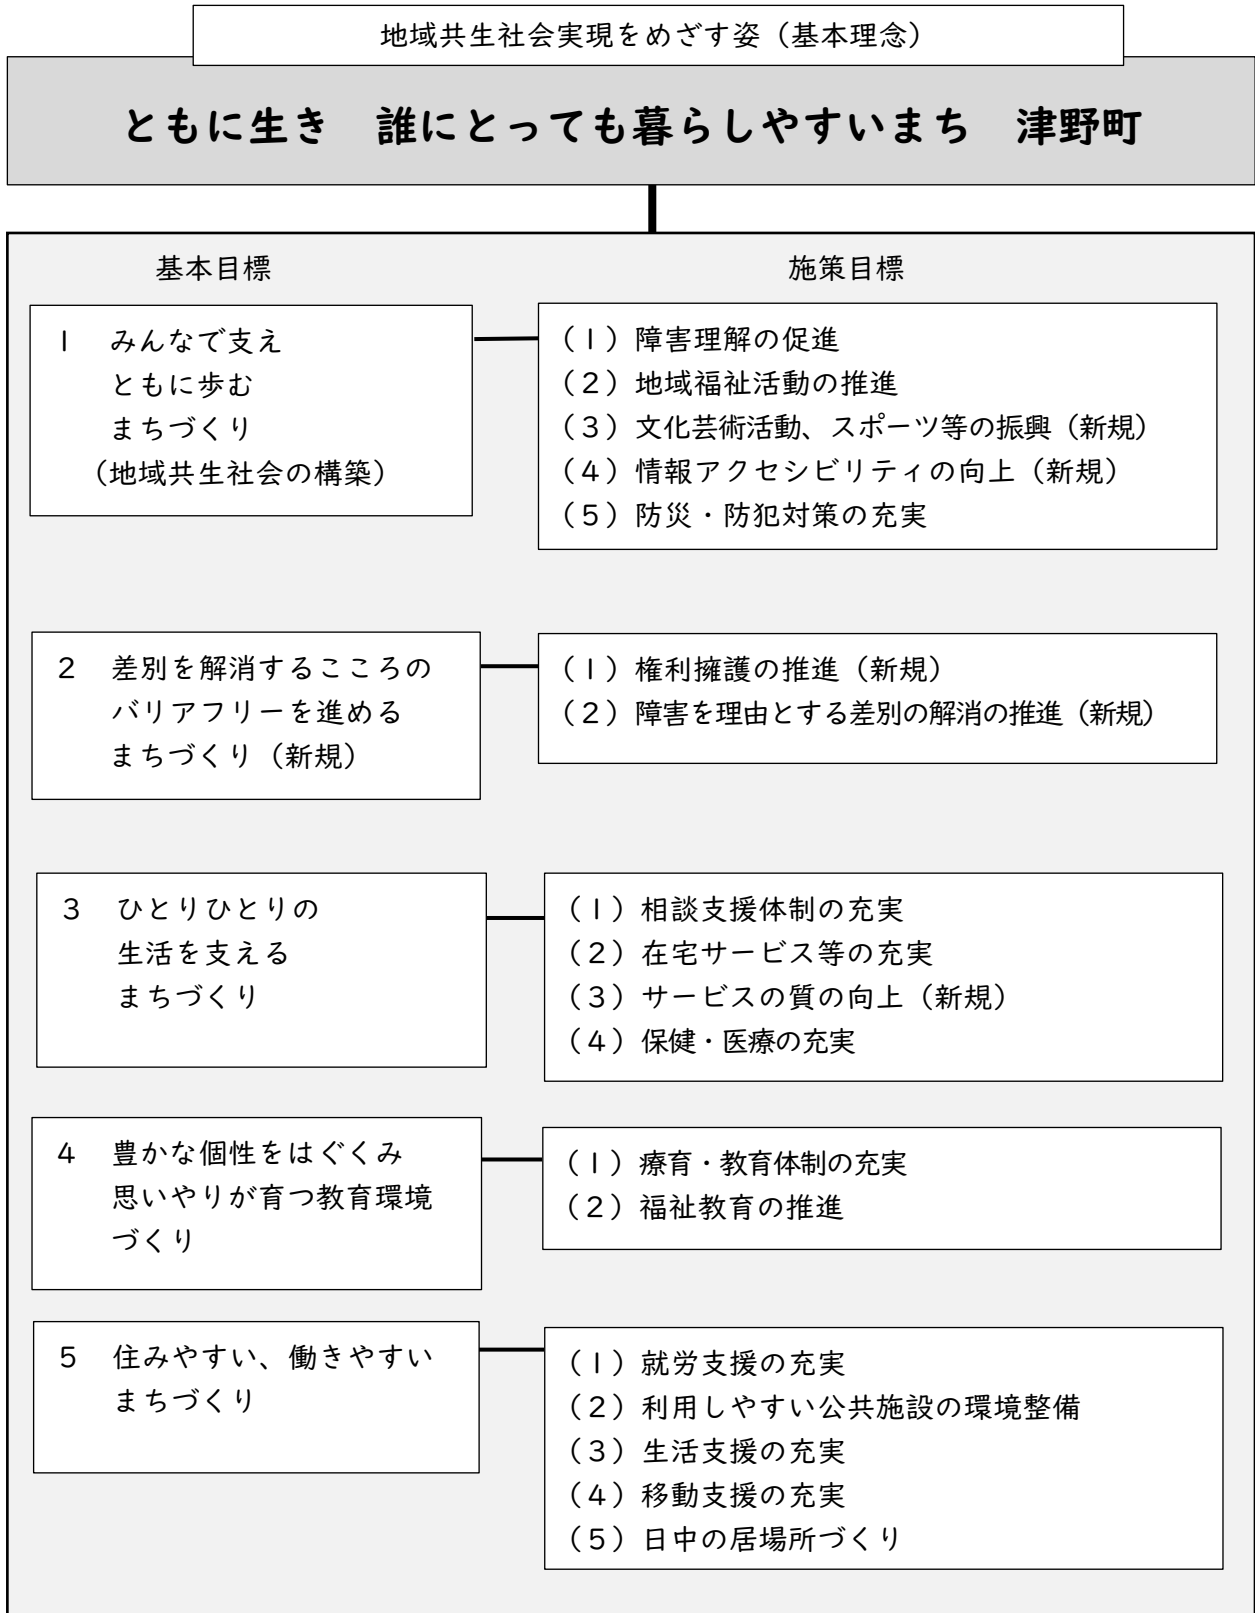 地域共生社会実現をめざす姿（基本理念）
ともに生き　誰にとっても暮らしやすいまち　津野町
基本目標
施策目標
1　みんなで支え
ともに歩む
まちづくり
（地域共生社会の構築）
（1）障害理解の促進
（2）地域福祉活動の推進
（3）文化芸術活動、スポーツ等の振興（新規）
（4）情報アクセシビリティの向上（新規）
（5）防災・防犯対策の充実
2　差別を解消するこころの
バリアフリーを進める
まちづくり（新規）
（1）権利擁護の推進（新規）
（2）障害を理由とする差別の解消の推進（新規）
3　ひとりひとりの
生活を支える
まちづくり
（1）相談支援体制の充実
（2）在宅サービス等の充実
（3）サービスの質の向上（新規）
（4）保健・医療の充実
4　豊かな個性をはぐくみ
思いやりが育つ教育環境
づくり
（1）療育・教育体制の充実
（2）福祉教育の推進
5　住みやすい、働きやすい
まちづくり
（1）就労支援の充実
（2）利用しやすい公共施設の環境整備
（3）生活支援の充実
（4）移動支援の充実
（5）日中の居場所づくり